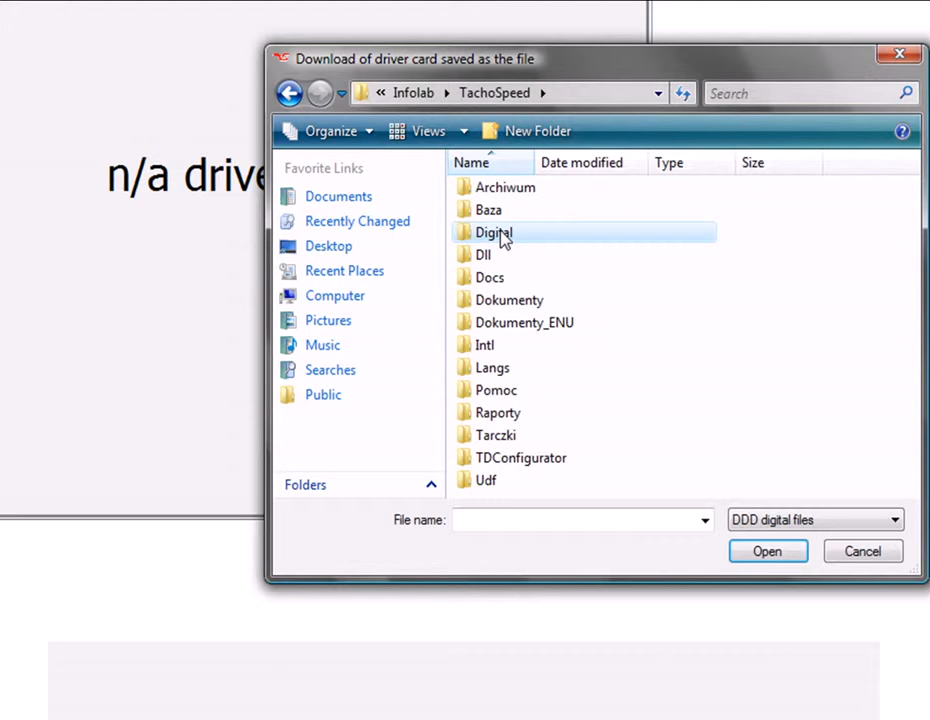 Download of driver card saved as the file
« Infolab TachoSpeed Search
Organize Views New Folder
n/a drive
Favorite Links
Documents
Recently Changed
Desktop
Recent Places
Computer
Pictures
Music
Searches
Public
Folders
Name Date modified Type Size
Archiwum
Baza
Digital
Dll
Docs
Dokumenty
Dokumenty_ENU
Intl
Langs
Pomoc
Raporty
Tarczki
TDConfigurator
Udf
File name: DDD digital files
Open Cancel